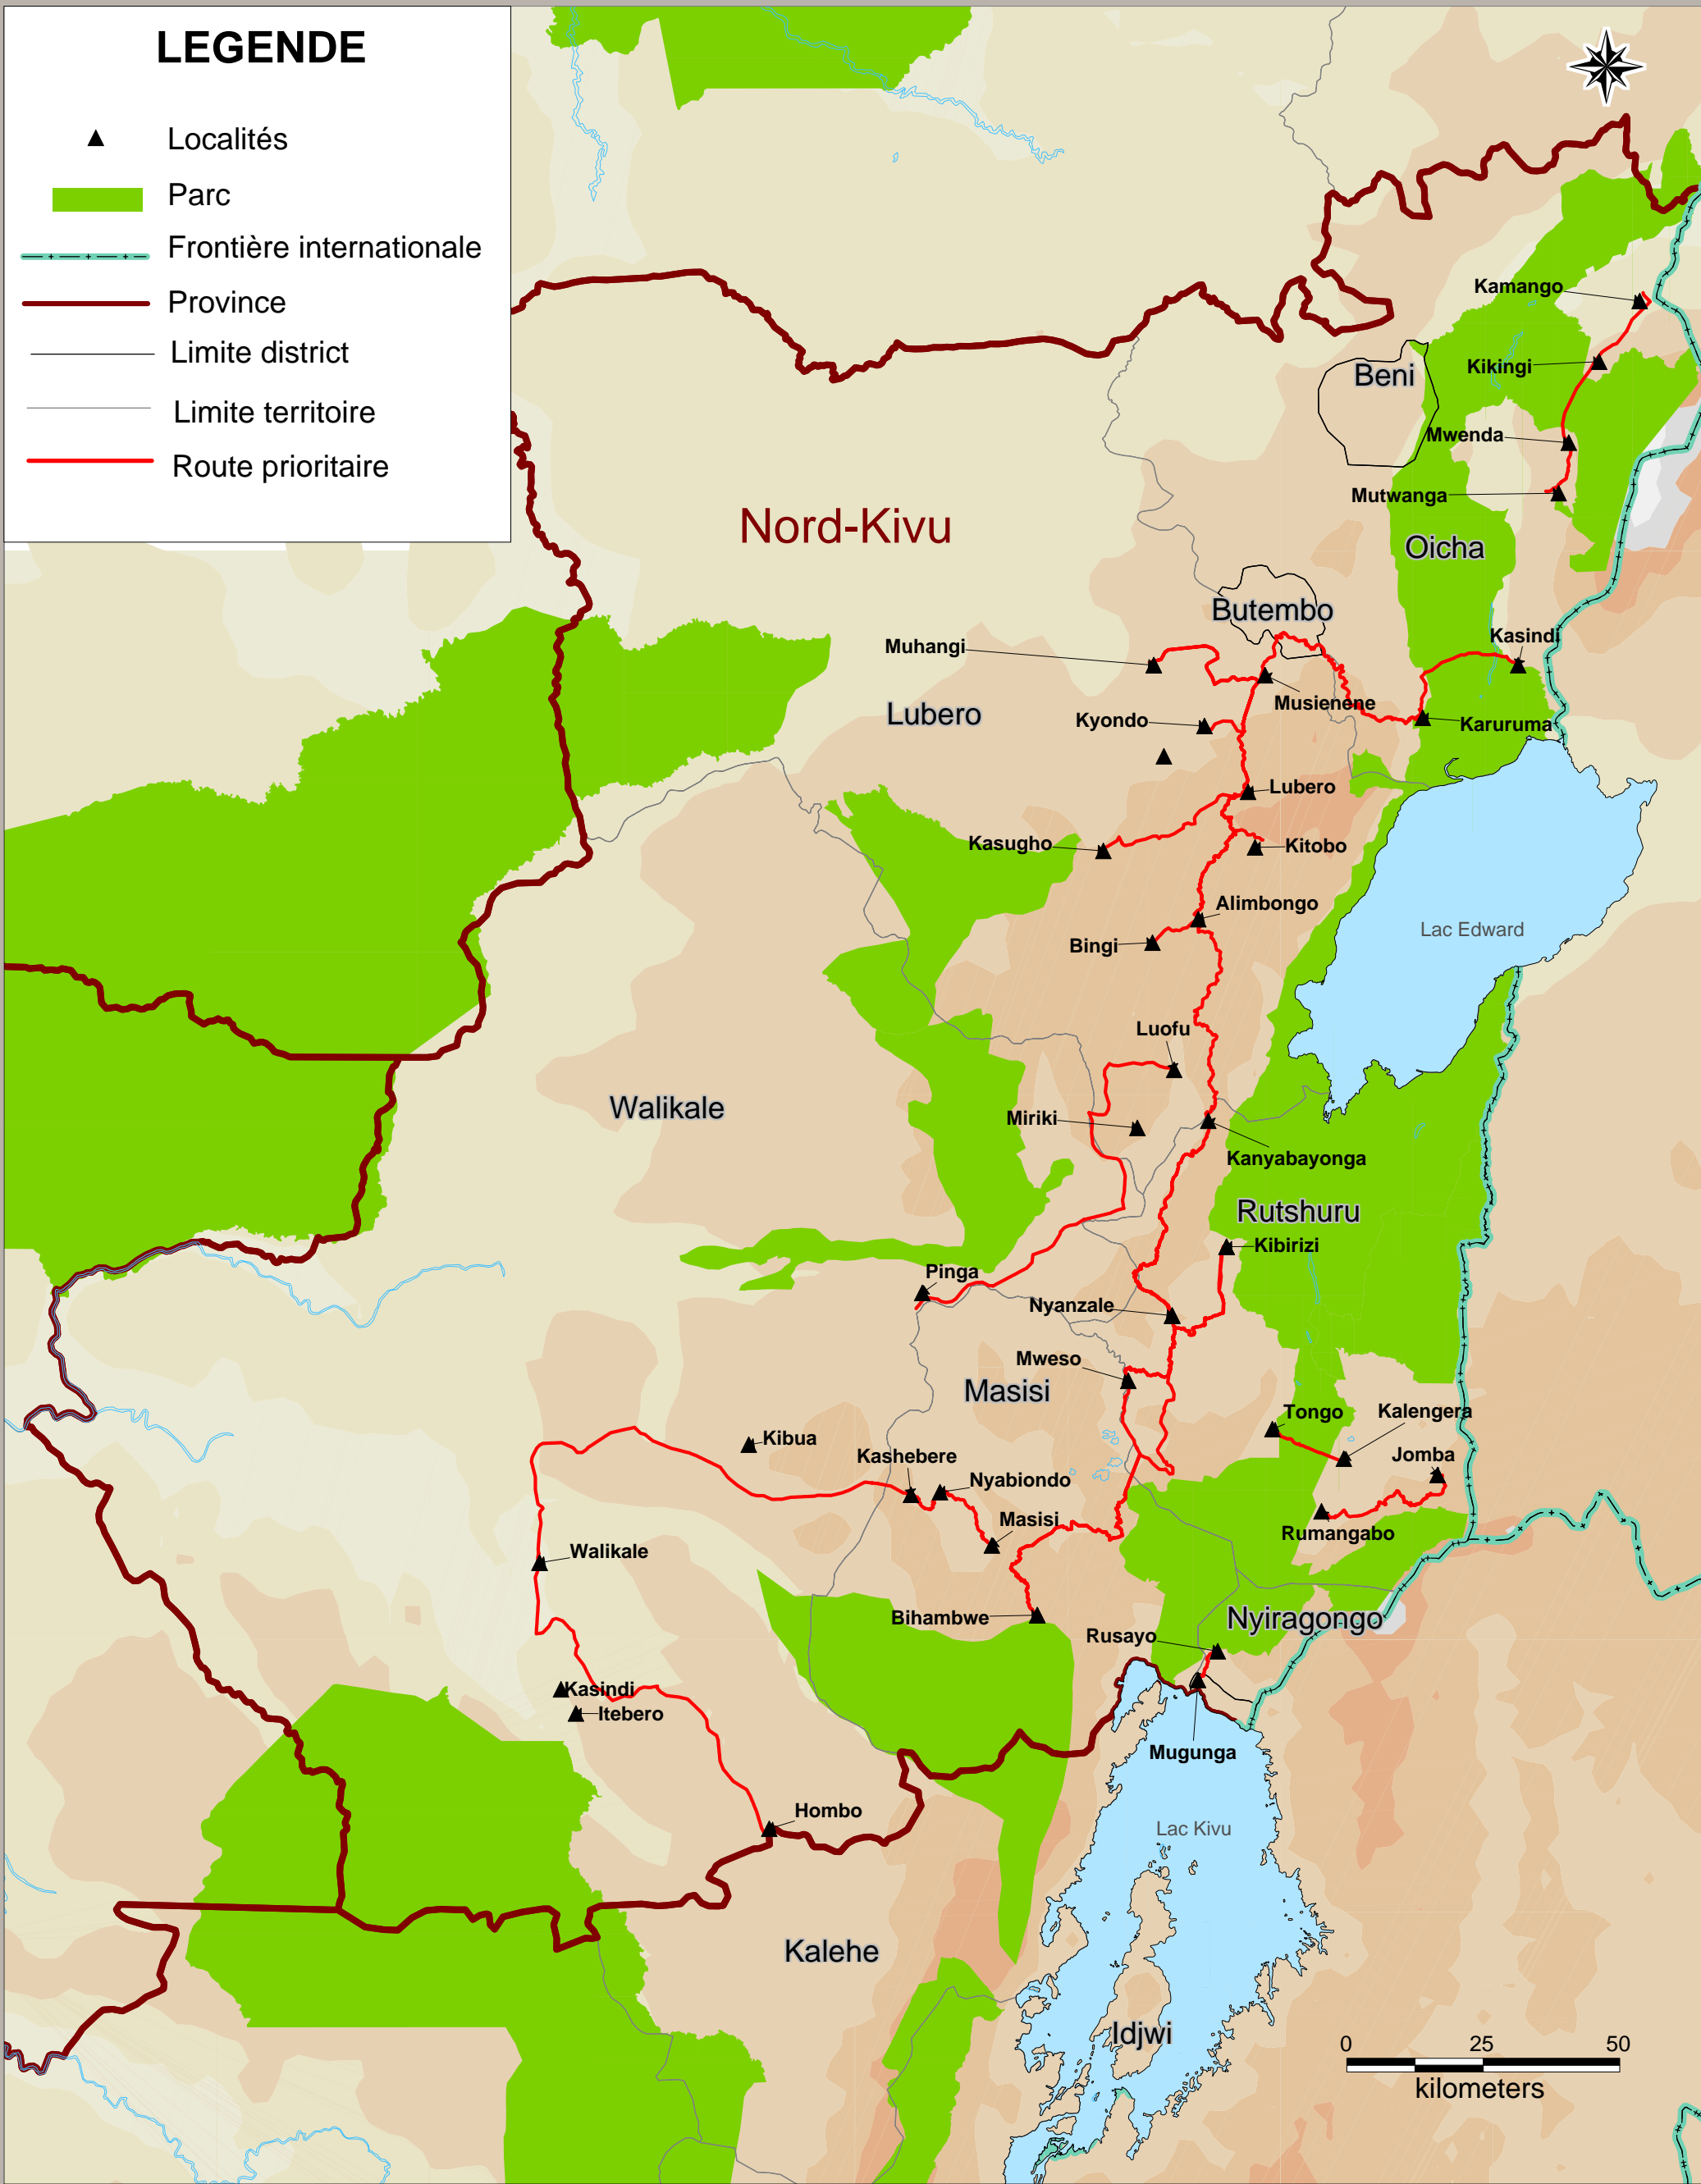 LEGENDE
Localités
Parc
Frontière internationale
Province
Limite district
Limite territoire
Route prioritaire
Kamango
Kikingi
Beni
Mwenda
Mutwanga
Nord-Kivu
Oicha
Butembo
Kasindi
Muhangi
Musienene
Lubero
Kyondo
Karuruma
Lubero
Kasugho
Kitobo
Alimbongo
Bingi
Lac Edward
Luofu
Walikale
Miriki
Kanyabayonga
Rutshuru
Kibirizi
Pinga
Nyanzale
Mweso
Masisi
Tongo
Kalengera
Kibua
Kashebere
Jomba
Nyabiondo
Masisi
Rumangabo
Walikale
Bihambwe
Nyiragongo
Rusayo
Kasindi
Itebero
Mugunga
Hombo
Lac Kivu
Kalehe
Idjwi
0 25 50
kilometers